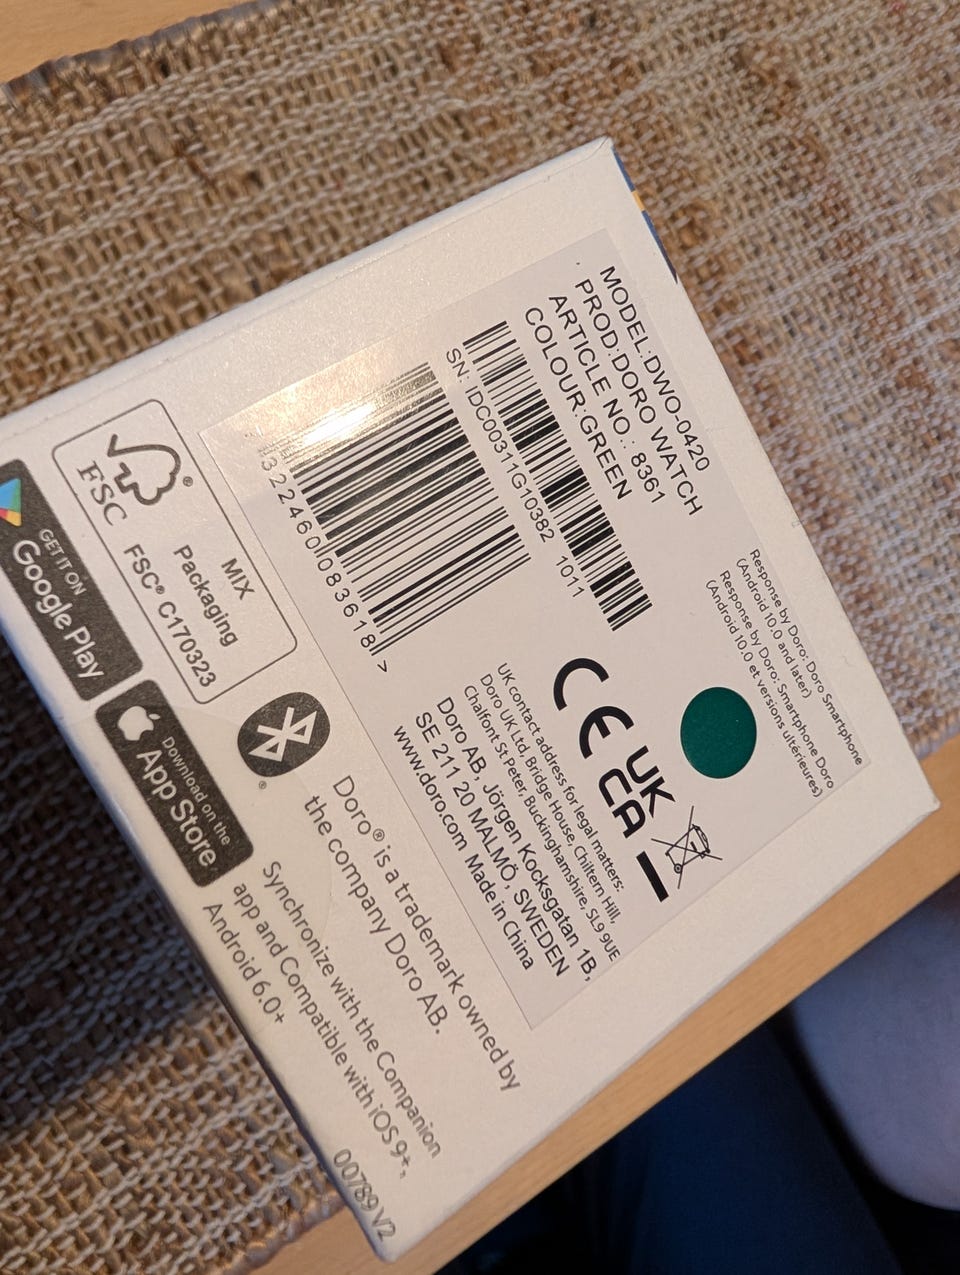 MODEL:DWO-0420
PROD:DORO WATCH
ARTICLE NO.: 8361
COLOUR:GREEN
SN: IDC00311G10382 1011
7322460083618 >
Response by Doro: Doro Smartphone
(Android 10.0 and later)
Response by Doro: Smartphone Doro
(Android 10.0 et versions ultérieures)
CE
UK
CA
UK contact address for legal matters:
Doro UK Ltd, Bridge House, Chiltern Hill,
Chalfont St Peter, Buckinghamshire, SL9 9UE
Doro AB, Jörgen Kocksgatan 1B,
SE 211 20 MALMÖ, SWEDEN
www.doro.com Made in China
FSC
®
MIX
Packaging
FSC® C170323
GET IT ON
Google Play
Download on the
App Store
®
Doro® is a trademark owned by
the company Doro AB.
Synchronize with the Companion
app and Compatible with iOS 9+,
Android 6.0+
00789 V2